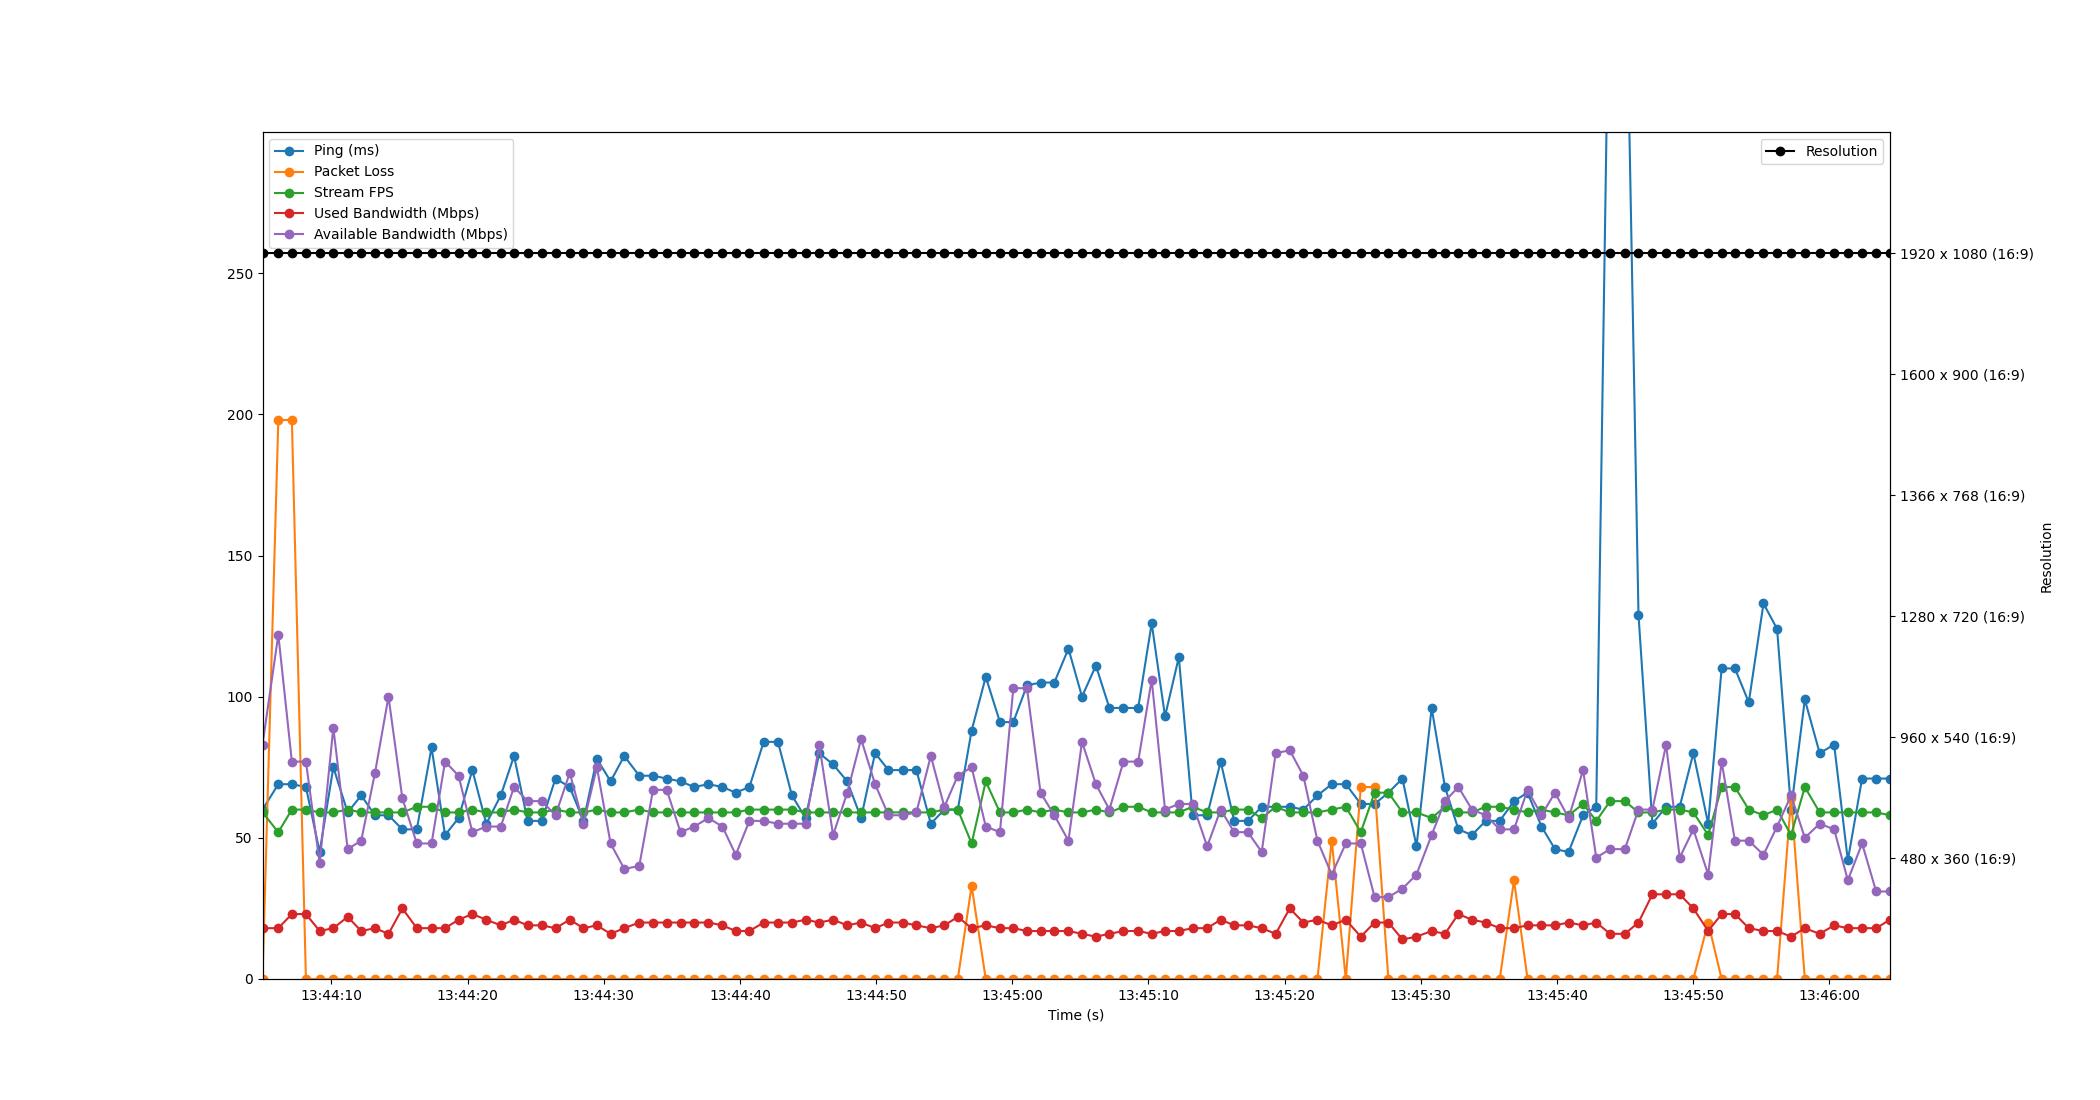 Ping (ms)
Packet Loss
Stream FPS
Used Bandwidth (Mbps)
Available Bandwidth (Mbps)
Resolution
250
200
150
100
50
0
1920 x 1080 (16:9)
1600 x 900 (16:9)
1366 x 768 (16:9)
1280 x 720 (16:9)
960 x 540 (16:9)
480 x 360 (16:9)
Resolution
13:44:10 13:44:20 13:44:30 13:44:40 13:44:50 13:45:00 13:45:10 13:45:20 13:45:30 13:45:40 13:45:50 13:46:00
Time (s)